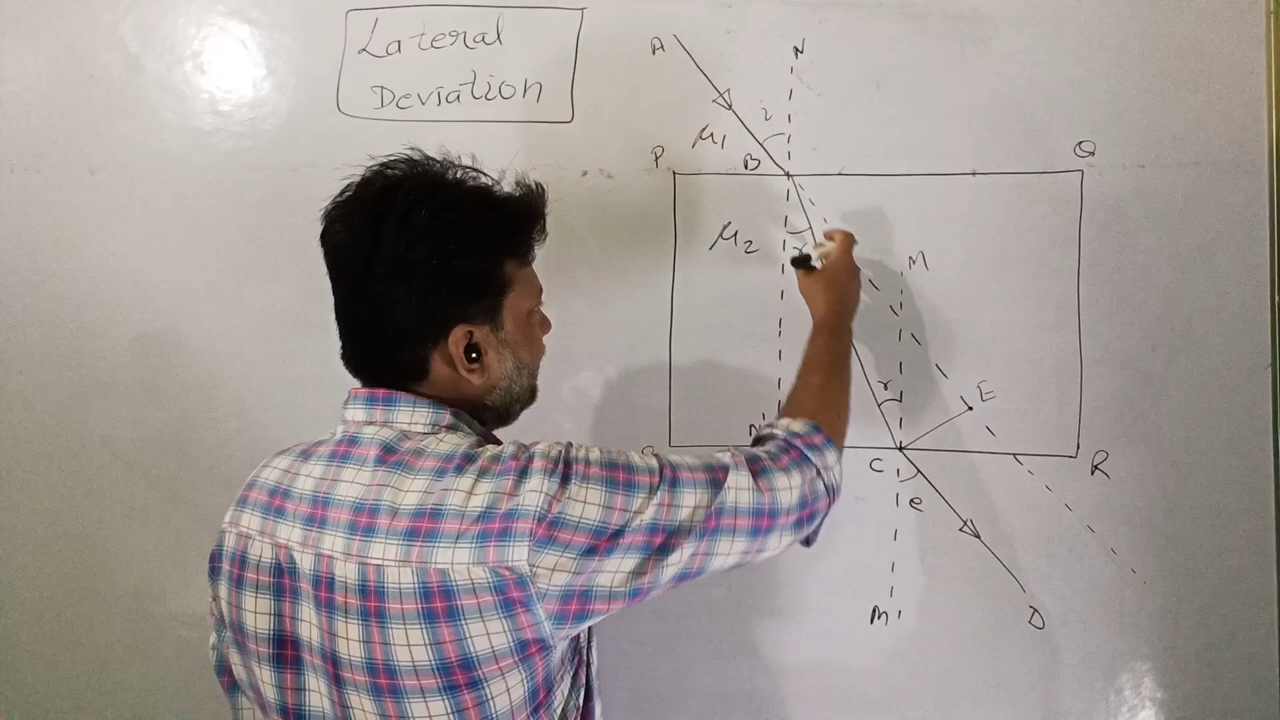 Lateral
Deviation
A
N
i
μ1
P
B
Q
μ2
r
M
r
E
N'
C
R
e
M'
D